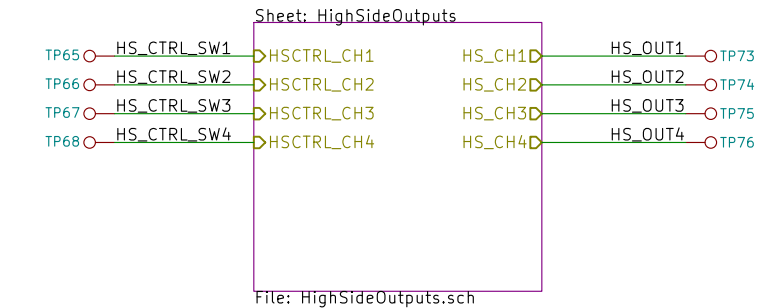 Sheet: HighSideOutputs
TP65 HS_CTRL_SW1 HSCTRL_CH1 HS_CH1 HS_OUT1 TP73
TP66 HS_CTRL_SW2 HSCTRL_CH2 HS_CH2 HS_OUT2 TP74
TP67 HS_CTRL_SW3 HSCTRL_CH3 HS_CH3 HS_OUT3 TP75
TP68 HS_CTRL_SW4 HSCTRL_CH4 HS_CH4 HS_OUT4 TP76
File: HighSideOutputs.sch